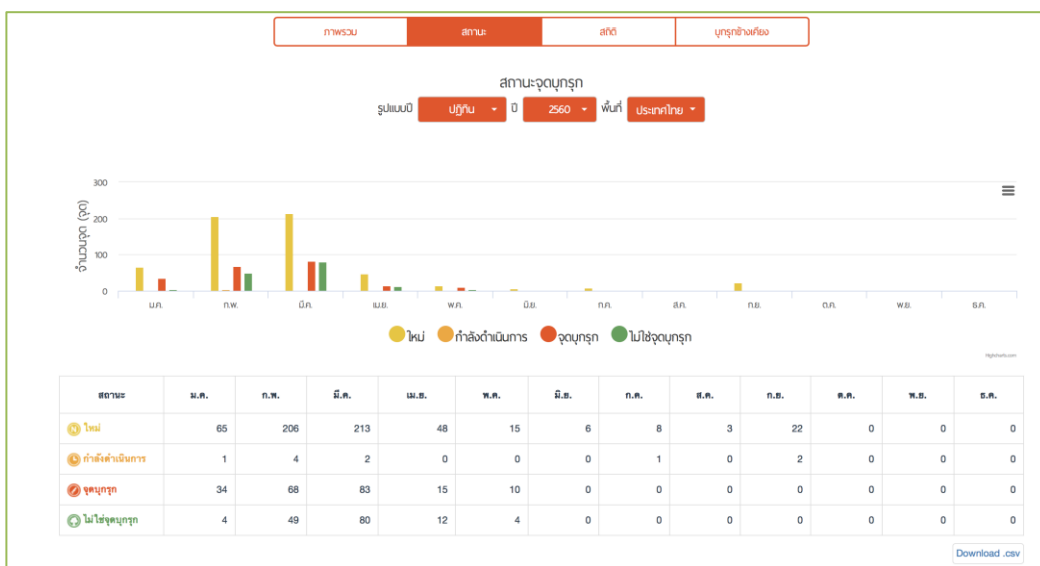 ภาพรวม สถานะ สถิติ บุกรุกข้างเคียง
สถานะจุดบุกรุก
รูปแบบปี ปฏิทิน ปี 2560 พื้นที่ ประเทศไทย
จำนวนจุด (จุด)
300
200
100
0
ม.ค. ก.พ. มี.ค. เม.ย. พ.ค. มิ.ย. ก.ค. ส.ค. ก.ย. ต.ค. พ.ย. ธ.ค.
ใหม่ กำลังดำเนินการ จุดบุกรุก ไม่ใช่จุดบุกรุก
Highcharts.com
สถานะ ม.ค. ก.พ. มี.ค. เม.ย. พ.ค. มิ.ย. ก.ค. ส.ค. ก.ย. ต.ค. พ.ย. ธ.ค.
N ใหม่ 65 206 213 48 15 6 8 3 22 0 0 0
กำลังดำเนินการ 1 4 2 0 0 0 1 0 2 0 0 0
จุดบุกรุก 34 68 83 15 10 0 0 0 0 0 0 0
ไม่ใช่จุดบุกรุก 4 49 80 12 4 0 0 0 0 0 0 0
Download .csv